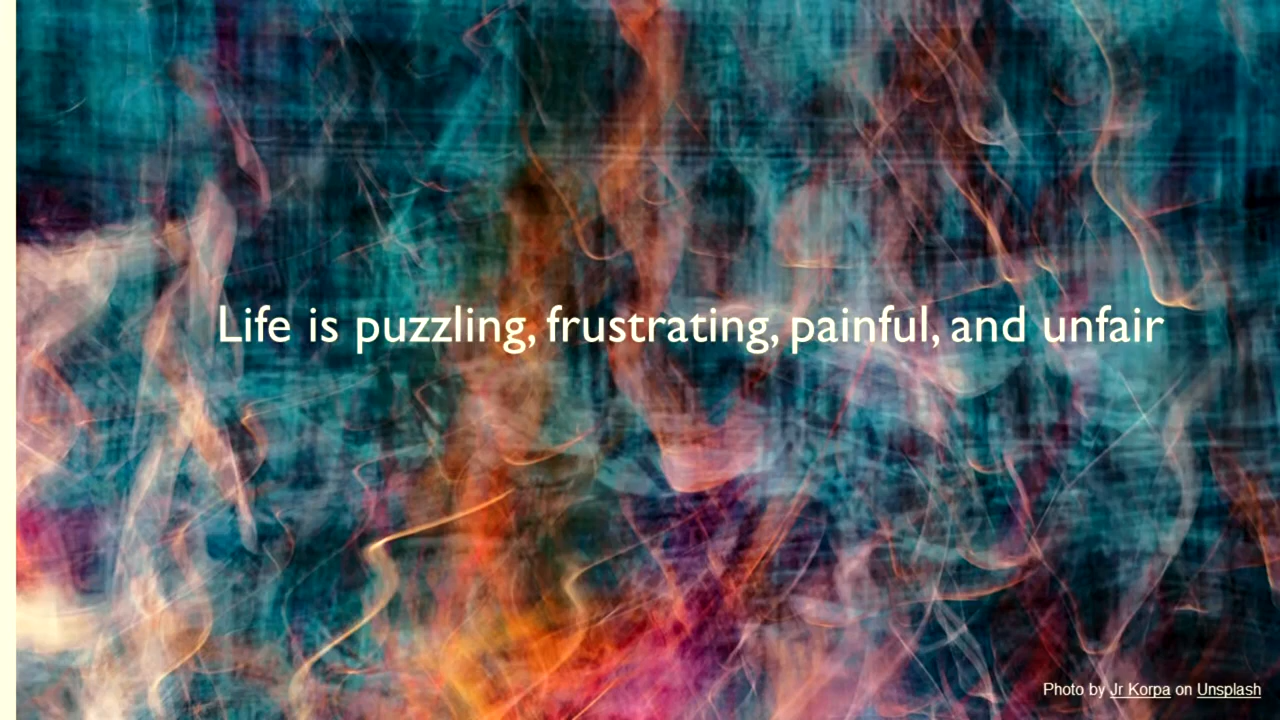 Life is puzzling, frustrating, painful, and unfair
Photo by Jr Korpa on Unsplash